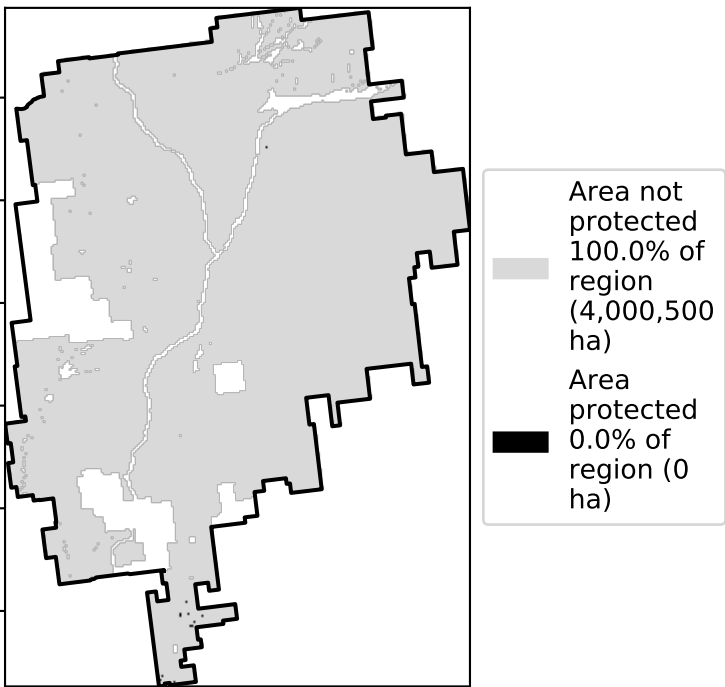 Area not
protected
100.0% of
region
(4,000,500
ha)
Area
protected
0.0% of
region (0
ha)